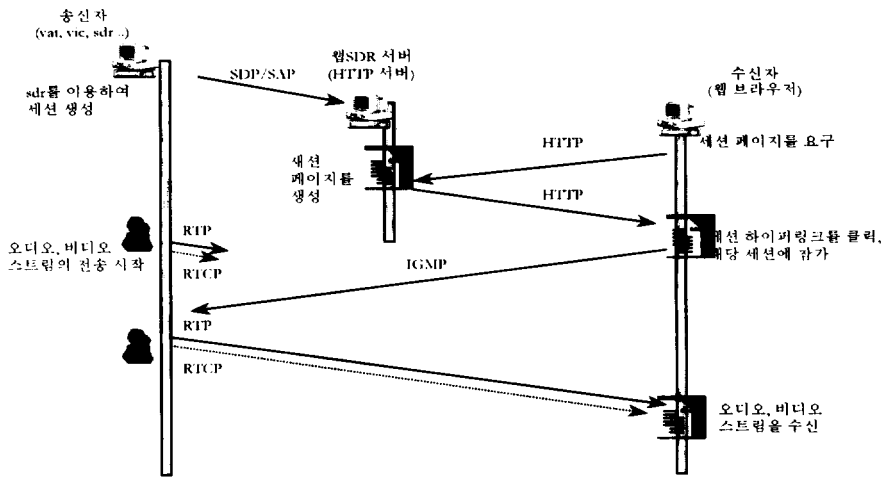 송신자
(vat, vic, sdr ..)
sdr를 이용하여
세션 생성
SDP/SAP
웹SDR 서버
(HTTP 서버)
수신자
(웹 브라우저)
세션 페이지를 요구
HTTP
세션
페이지를
생성
HTTP
오디오, 비디오
스트림의 전송 시작
RTP
RTCP
세션 하이퍼링크를 클릭,
해당 세션에 참가
IGMP
RTP
RTCP
오디오, 비디오
스트림을 수신